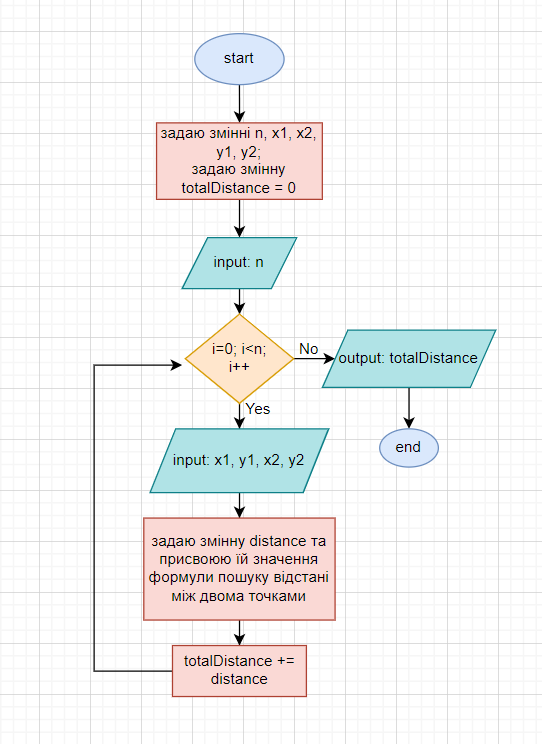 start
задаю змінні n, x1, x2,
y1, y2;
задаю змінну
totalDistance = 0
input: n
i=0; i<n;
i++
No
output: totalDistance
end
Yes
input: x1, y1, x2, y2
задаю змінну distance та
присвоюю їй значення
формули пошуку відстані
між двома точками
totalDistance +=
distance